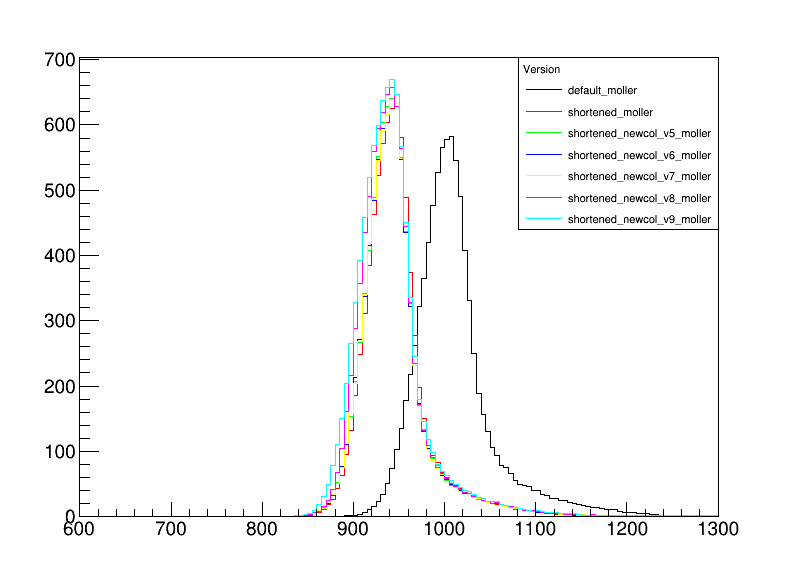 700
600
500
400
300
200
100
0
Version
default_moller
shortened_moller
shortened_newcol_v5_moller
shortened_newcol_v6_moller
shortened_newcol_v7_moller
shortened_newcol_v8_moller
shortened_newcol_v9_moller
600 700 800 900 1000 1100 1200 1300